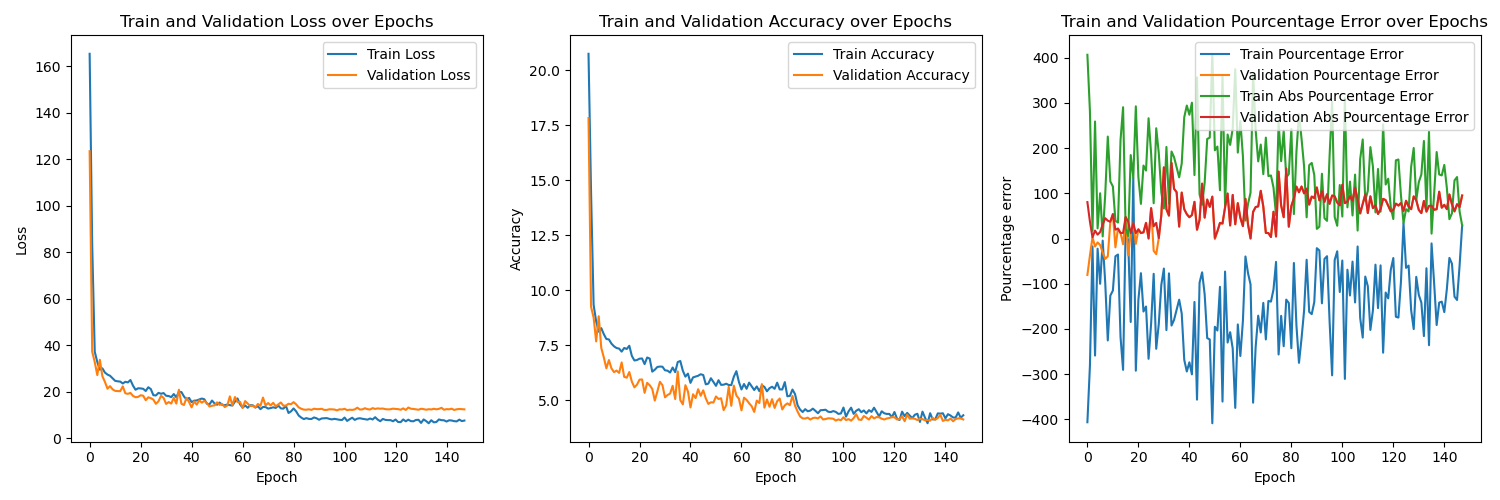 Train and Validation Loss over Epochs
Train Loss
Validation Loss
160
140
120
100
80
60
40
20
0
Loss
0 20 40 60 80 100 120 140
Epoch
Train and Validation Accuracy over Epochs
Train Accuracy
Validation Accuracy
20.0
17.5
15.0
12.5
10.0
7.5
5.0
Accuracy
0 20 40 60 80 100 120 140
Epoch
Train and Validation Pourcentage Error over Epochs
Train Pourcentage Error
Validation Pourcentage Error
Train Abs Pourcentage Error
Validation Abs Pourcentage Error
400
300
200
100
0
−100
−200
−300
−400
Pourcentage error
0 20 40 60 80 100 120 140
Epoch